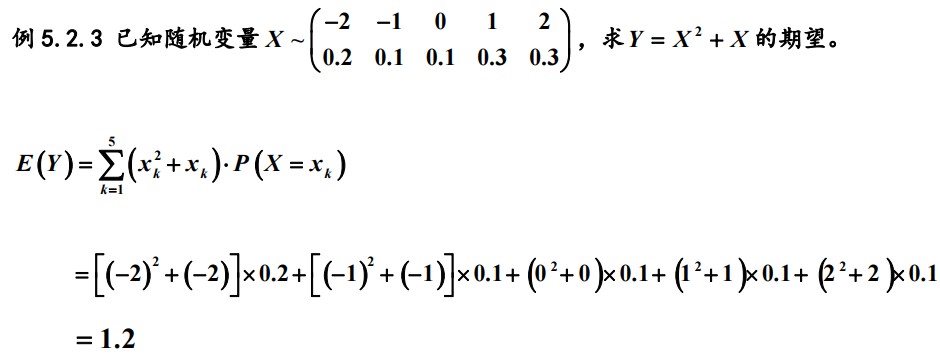 例 5.2.3 已知随机变量 X ~ ( -2 -1 0 1 2 ; 0.2 0.1 0.1 0.3 0.3 )，求 Y = X² + X 的期望。
E(Y) = ∑_{k=1}^{5} (x_k² + x_k)·P(X = x_k)
= [(-2)² + (-2)]×0.2 + [(-1)² + (-1)]×0.1 + (0² + 0)×0.1 + (1² + 1)×0.1 + (2² + 2)×0.1
= 1.2